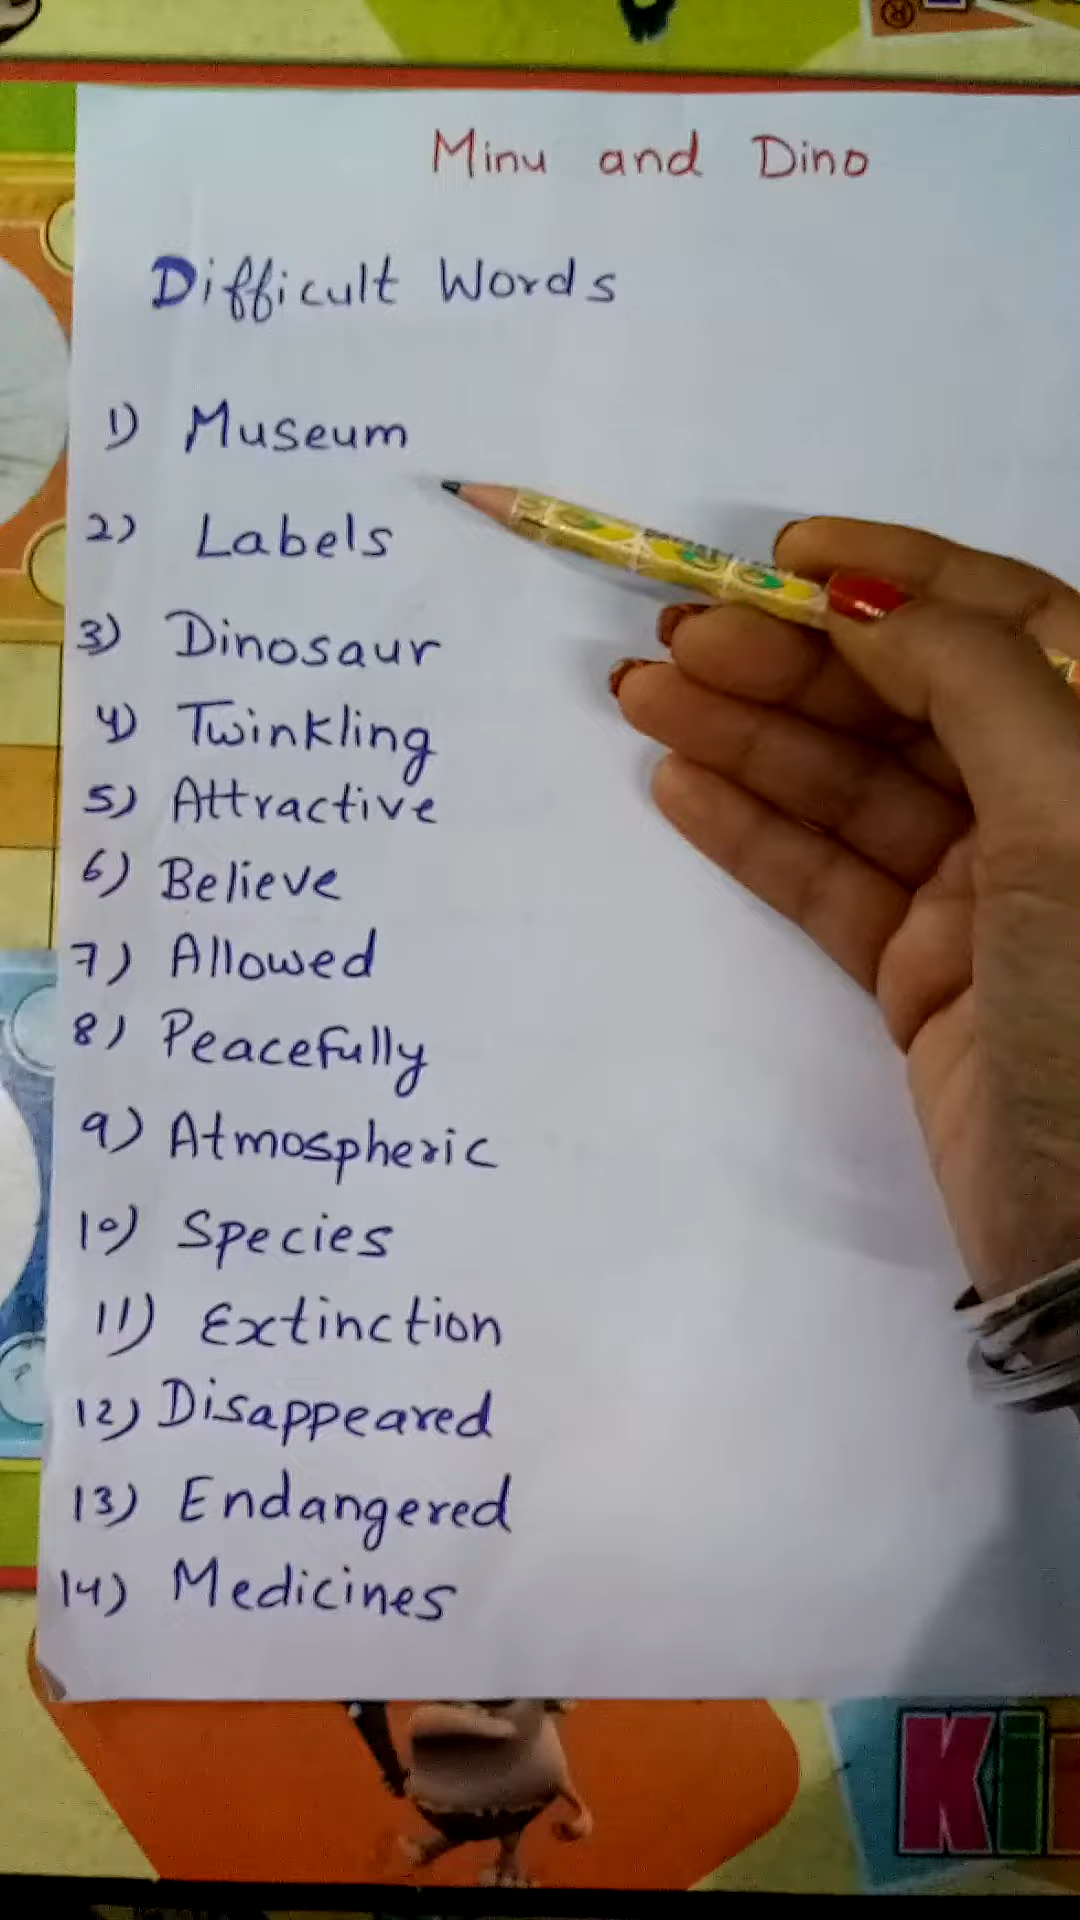 Minu and Dino
Difficult Words
1) Museum
2) Labels
3) Dinosaur
4) Twinkling
5) Attractive
6) Believe
7) Allowed
8) Peacefully
9) Atmospheric
10) Species
11) Extinction
12) Disappeared
13) Endangered
14) Medicines